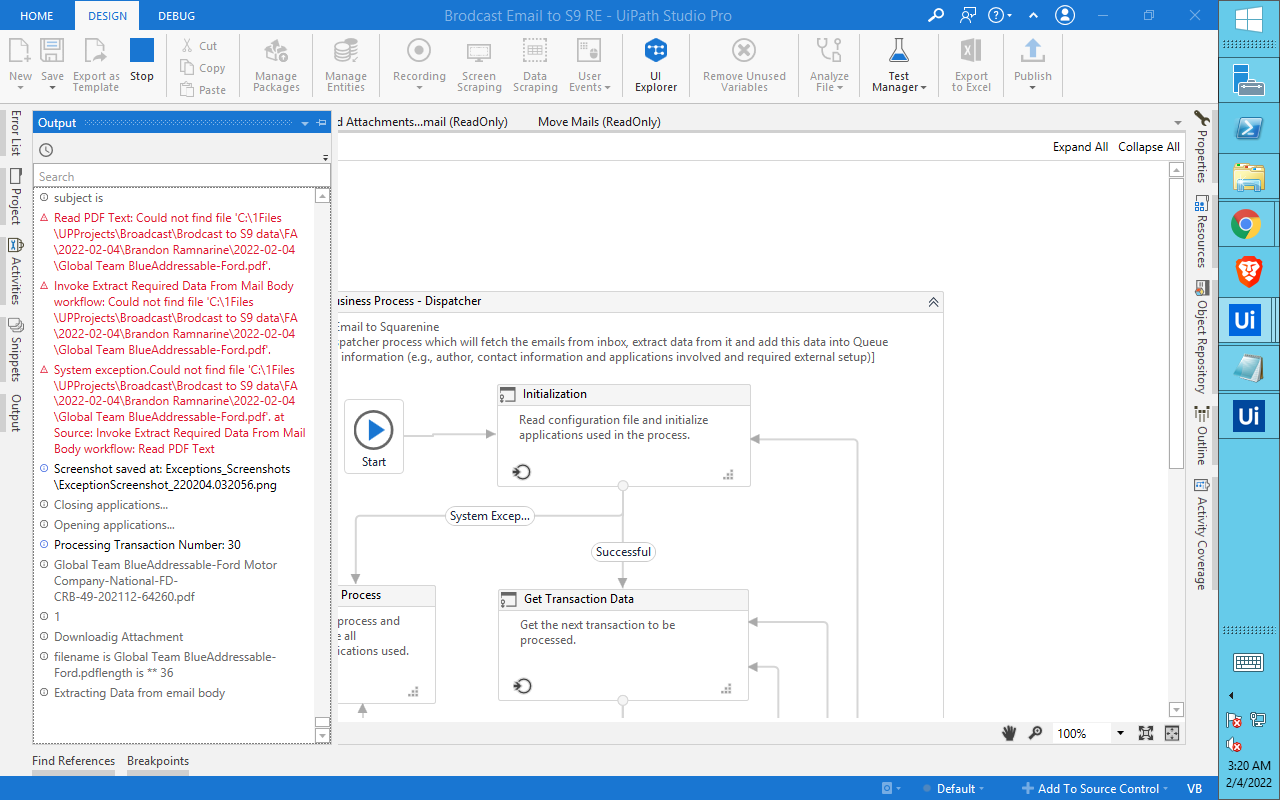 HOME
DESIGN
DEBUG
Brodcast Email to S9 RE - UiPath Studio Pro
New
Save
Export as
Template
Stop
Cut
Copy
Paste
Manage
Packages
Manage
Entities
Recording
Screen
Scraping
Data
Scraping
User
Events
UI
Explorer
Remove Unused
Variables
Analyze
File
Test
Manager
Export
to Excel
Publish
Error List
Project
Activities
Snippets
Output
Output
Search
subject is
Read PDF Text: Could not find file 'C:\1Files
\UPProjects\Broadcast\Brodcast to S9 data\FA
\2022-02-04\Brandon Ramnarine\2022-02-04
\Global Team BlueAddressable-Ford.pdf'.
Invoke Extract Required Data From Mail Body
workflow: Could not find file 'C:\1Files
\UPProjects\Broadcast\Brodcast to S9 data\FA
\2022-02-04\Brandon Ramnarine\2022-02-04
\Global Team BlueAddressable-Ford.pdf'.
System exception.Could not find file 'C:\1Files
\UPProjects\Broadcast\Brodcast to S9 data\FA
\2022-02-04\Brandon Ramnarine\2022-02-04
\Global Team BlueAddressable-Ford.pdf'. at
Source: Invoke Extract Required Data From Mail
Body workflow: Read PDF Text
Screenshot saved at: Exceptions_Screenshots
\ExceptionScreenshot_220204.032056.png
Closing applications...
Opening applications...
Processing Transaction Number: 30
Global Team BlueAddressable-Ford Motor
Company-National-FD-
CRB-49-202112-64260.pdf
1
Downloadig Attachment
filename is Global Team BlueAddressable-
Ford.pdflength is ** 36
Extracting Data from email body
d Attachments...mail (ReadOnly)
Move Mails (ReadOnly)
Expand All
Collapse All
usiness Process - Dispatcher
Email to Squarenine
patcher process which will fetch the emails from inbox, extract data from it and add this data into Queue
information (e.g., author, contact information and applications involved and required external setup)]
Start
Initialization
Read configuration file and initialize
applications used in the process.
System Excep...
Successful
Process
process and
e all
ications used.
Get Transaction Data
Get the next transaction to be
processed.
100%
Properties
Resources
Object Repository
Outline
Activity Coverage
Find References
Breakpoints
Default
Add To Source Control
VB
Ui
Ui
3:20 AM
2/4/2022